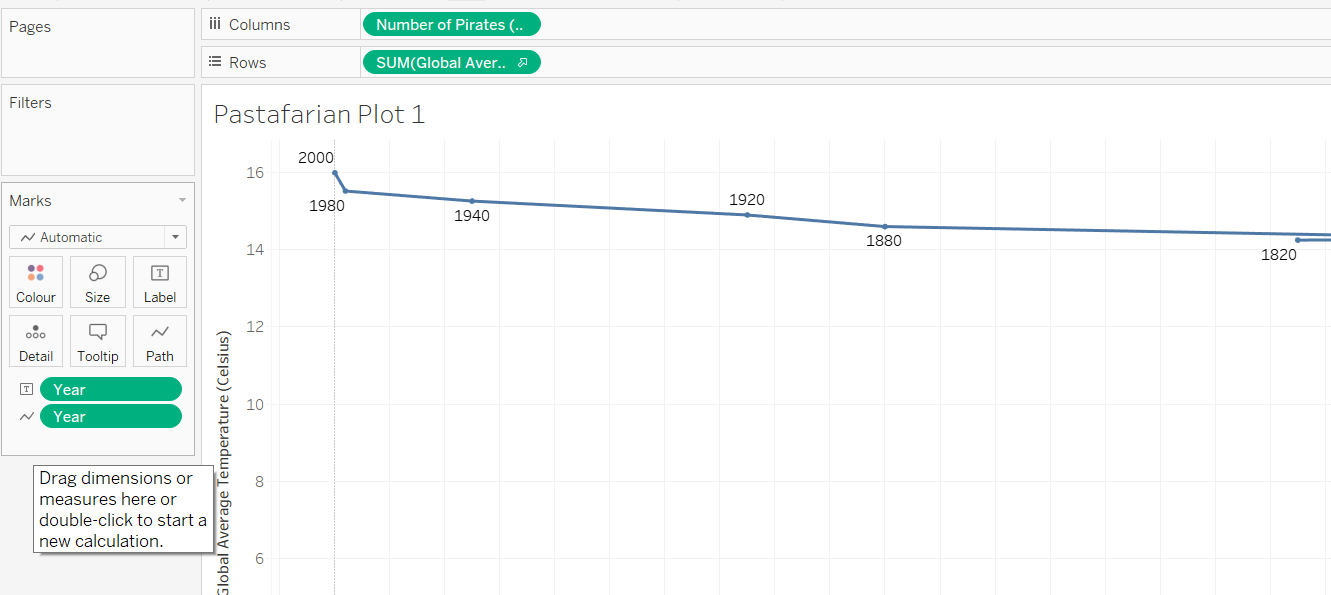 Pages
Columns
Number of Pirates (..
Rows
SUM(Global Aver..
Filters
Pastafarian Plot 1
Marks
Automatic
Colour
Size
T
Label
Detail
Tooltip
Path
T
Year
Year
Drag dimensions or
measures here or
double-click to start a
new calculation.
Global Average Temperature (Celsius)
16
14
12
10
8
6
2000
1980
1940
1920
1880
1820